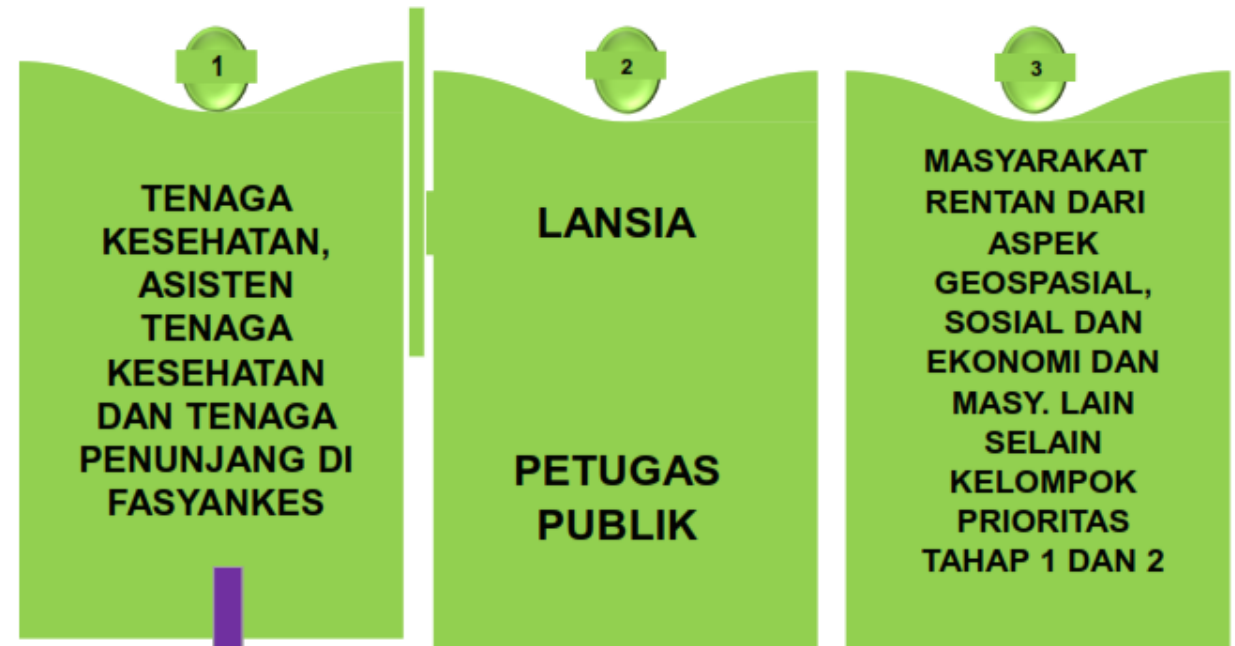 1
TENAGA
KESEHATAN,
ASISTEN
TENAGA
KESEHATAN
DAN TENAGA
PENUNJANG DI
FASYANKES
2
LANSIA
PETUGAS
PUBLIK
3
MASYARAKAT
RENTAN DARI
ASPEK
GEOSPASIAL,
SOSIAL DAN
EKONOMI DAN
MASY. LAIN
SELAIN
KELOMPOK
PRIORITAS
TAHAP 1 DAN 2